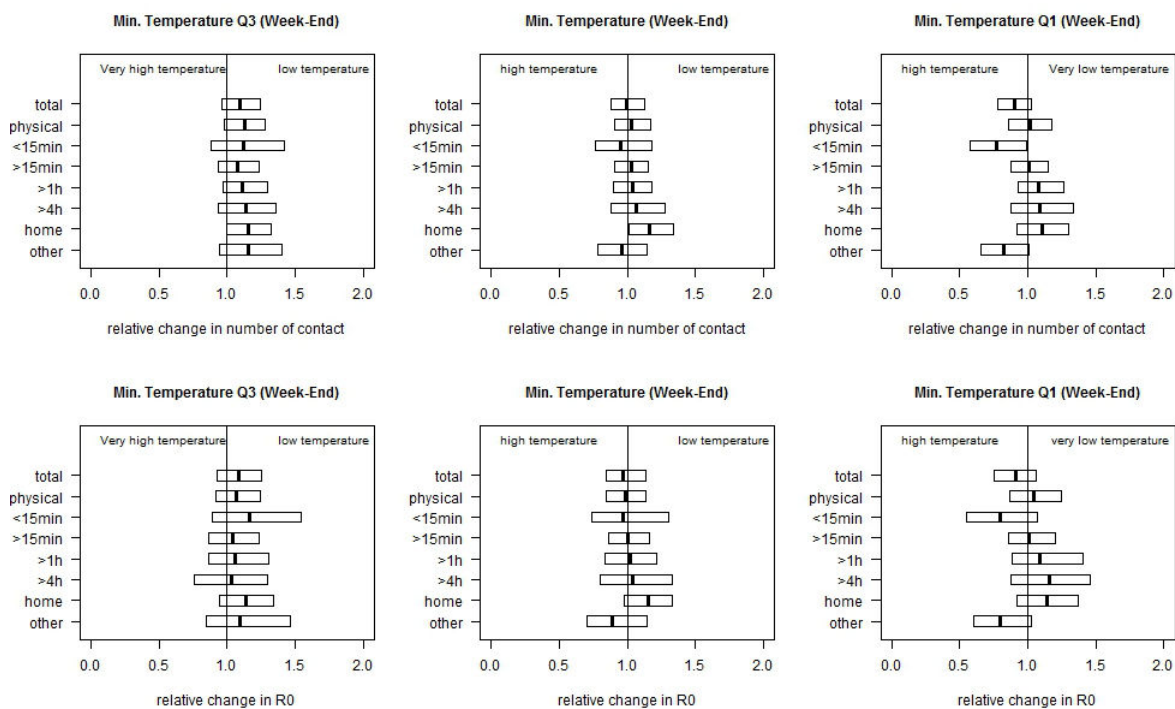 Min. Temperature Q3 (Week-End)
Very high temperature
low temperature
total
physical
<15min
>15min
>1h
>4h
home
other
0.0 0.5 1.0 1.5 2.0
relative change in number of contact
Min. Temperature (Week-End)
high temperature
low temperature
total
physical
<15min
>15min
>1h
>4h
home
other
0.0 0.5 1.0 1.5 2.0
relative change in number of contact
Min. Temperature Q1 (Week-End)
high temperature
Very low temperature
total
physical
<15min
>15min
>1h
>4h
home
other
0.0 0.5 1.0 1.5 2.0
relative change in number of contact
Min. Temperature Q3 (Week-End)
Very high temperature
low temperature
total
physical
<15min
>15min
>1h
>4h
home
other
0.0 0.5 1.0 1.5 2.0
relative change in R0
Min. Temperature (Week-End)
high temperature
low temperature
total
physical
<15min
>15min
>1h
>4h
home
other
0.0 0.5 1.0 1.5 2.0
relative change in R0
Min. Temperature Q1 (Week-End)
high temperature
very low temperature
total
physical
<15min
>15min
>1h
>4h
home
other
0.0 0.5 1.0 1.5 2.0
relative change in R0